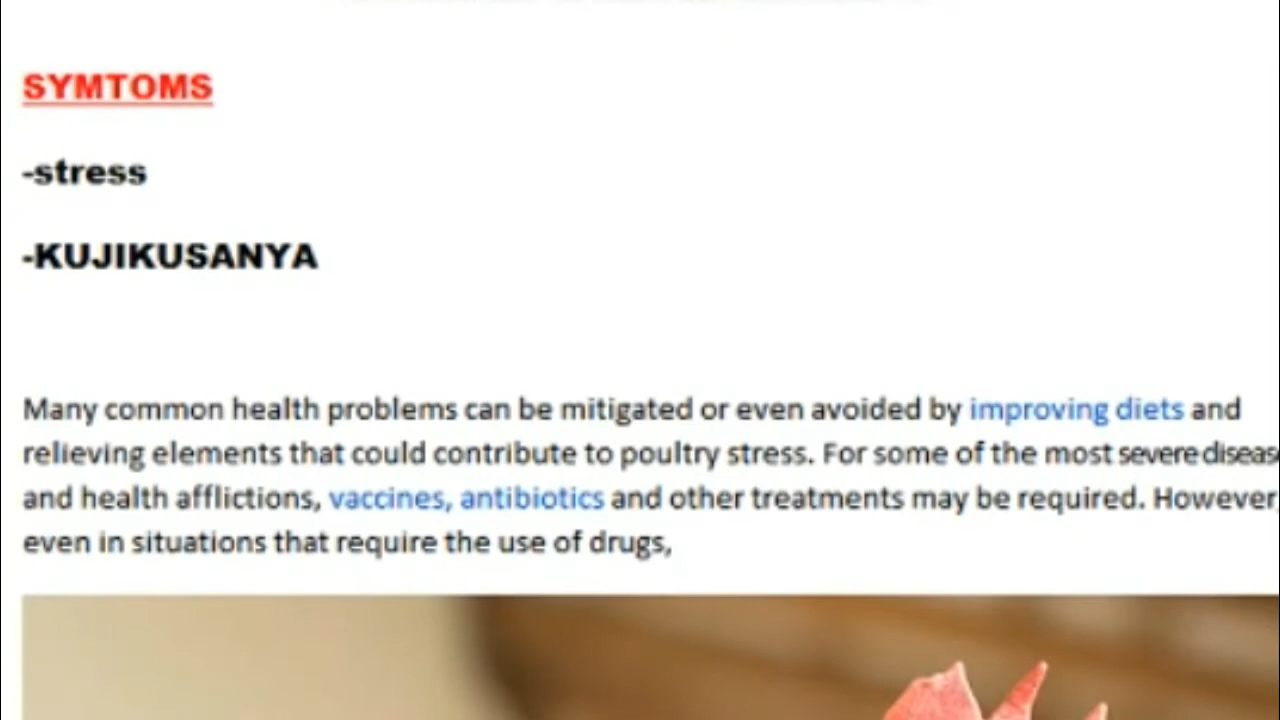 SYMTOMS
-stress
-KUJIKUSANYA
Many common health problems can be mitigated or even avoided by improving diets and
relieving elements that could contribute to poultry stress. For some of the most severe diseas
and health afflictions, vaccines, antibiotics and other treatments may be required. However,
even in situations that require the use of drugs,